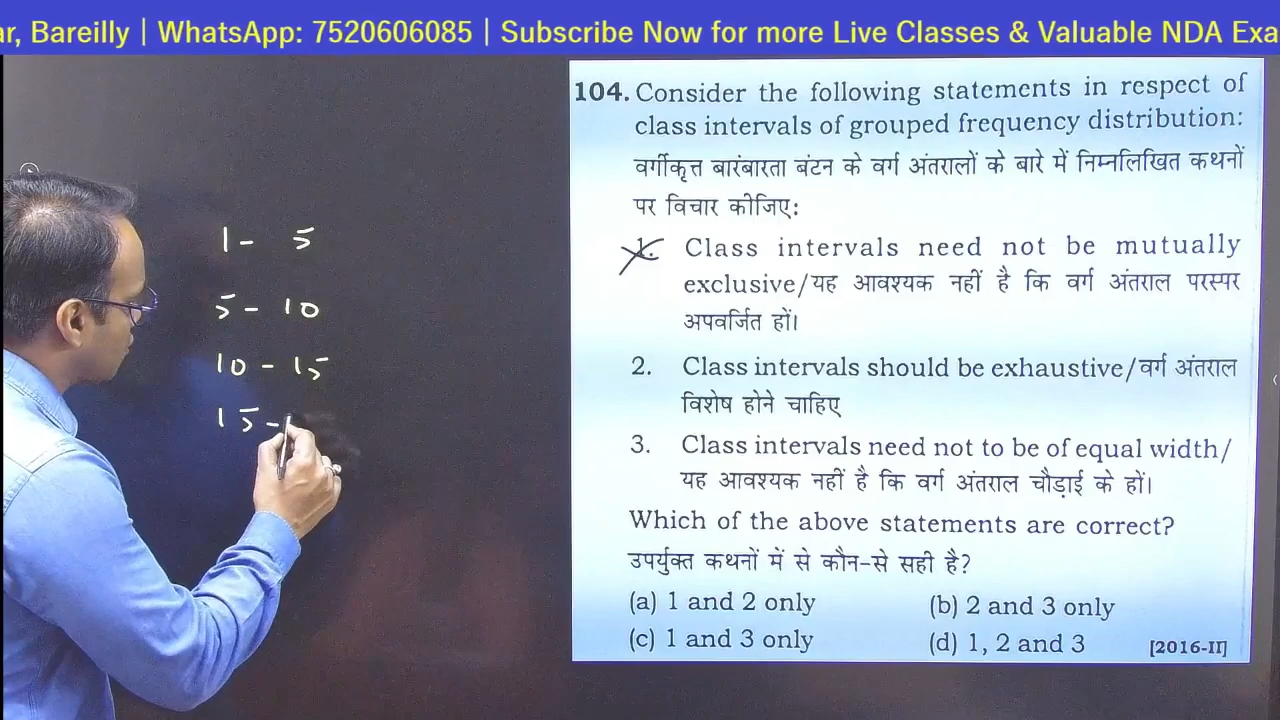 ar, Bareilly | WhatsApp: 7520606085 | Subscribe Now for more Live Classes & Valuable NDA Exa
104. Consider the following statements in respect of
class intervals of grouped frequency distribution:
वर्गीकृत्त बारंबारता बंटन के वर्ग अंतरालों के बारे में निम्नलिखित कथनों
पर विचार कीजिए:
1. Class intervals need not be mutually
exclusive/यह आवश्यक नहीं है कि वर्ग अंतराल परस्पर
अपवर्जित हों।
2. Class intervals should be exhaustive/वर्ग अंतराल
विशेष होने चाहिए
3. Class intervals need not to be of equal width/
यह आवश्यक नहीं है कि वर्ग अंतराल चौड़ाई के हों।
Which of the above statements are correct?
उपर्युक्त कथनों में से कौन-से सही है?
(a) 1 and 2 only (b) 2 and 3 only
(c) 1 and 3 only (d) 1, 2 and 3 [2016-II]
1 - 5
5 - 10
10 - 15
15 -